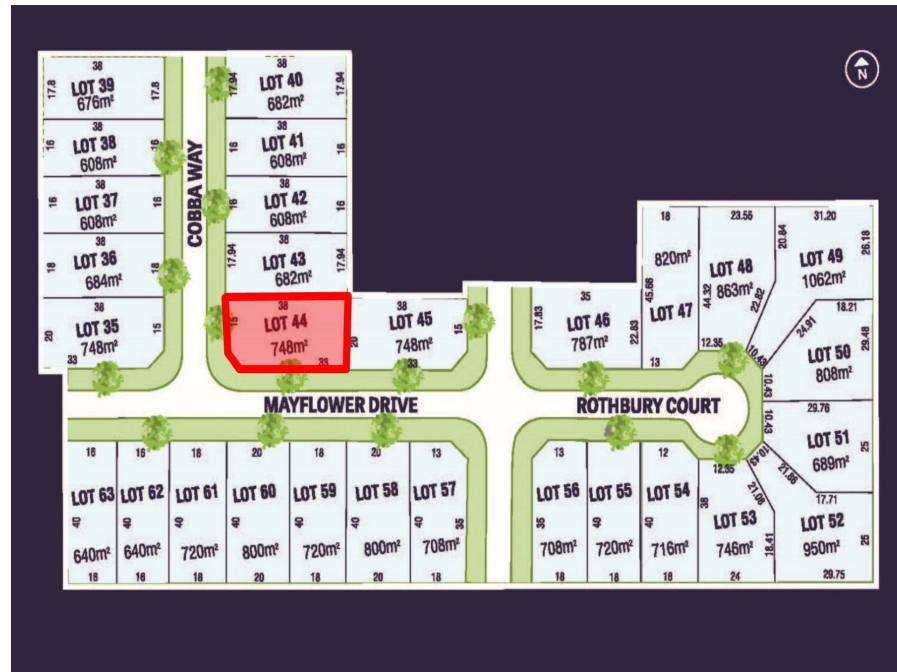 N
38
LOT 39
676m²
17.8
17.8
38
LOT 38
608m²
16
16
38
LOT 37
608m²
16
16
38
LOT 36
684m²
18
18
38
LOT 35
748m²
20
15
33
COBBA WAY
38
LOT 40
682m²
17.94
17.94
38
LOT 41
608m²
16
16
38
LOT 42
608m²
16
16
38
LOT 43
682m²
17.94
17.94
38
LOT 44
748m²
15
20
33
38
LOT 45
748m²
15
33
35
LOT 46
787m²
17.83
22.83
18
820m²
45.66
LOT 47
13
23.55
LOT 48
863m²
44.32
20.84
22.82
12.35
10.43
31.20
LOT 49
1062m²
26.18
24.91
18.21
LOT 50
808m²
29.48
10.43
29.76
LOT 51
689m²
25
10.43
10.43
21.86
17.71
LOT 52
950m²
25
29.75
12.35
21.08
LOT 53
746m²
38
18.41
24
MAYFLOWER DRIVE
ROTHBURY COURT
16
LOT 63
40
640m²
16
16
LOT 62
40
640m²
16
18
LOT 61
40
720m²
18
20
LOT 60
40
800m²
20
18
LOT 59
40
720m²
18
20
LOT 58
40
800m²
20
13
LOT 57
40
35
708m²
18
13
LOT 56
35
708m²
18
18
LOT 55
40
720m²
18
12
LOT 54
40
716m²
18